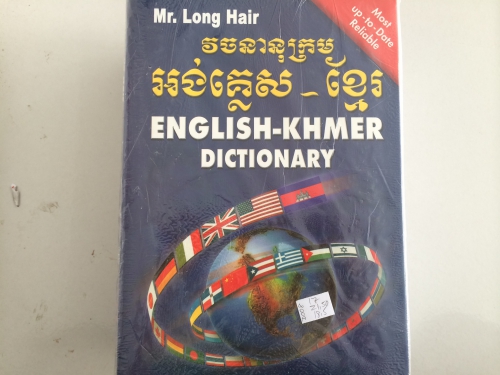 Mr. Long Hair
Most
up-to-Date
Reliable
វចនានុក្រម
អង់គ្លេស - ខ្មែរ
ENGLISH-KHMER
DICTIONARY